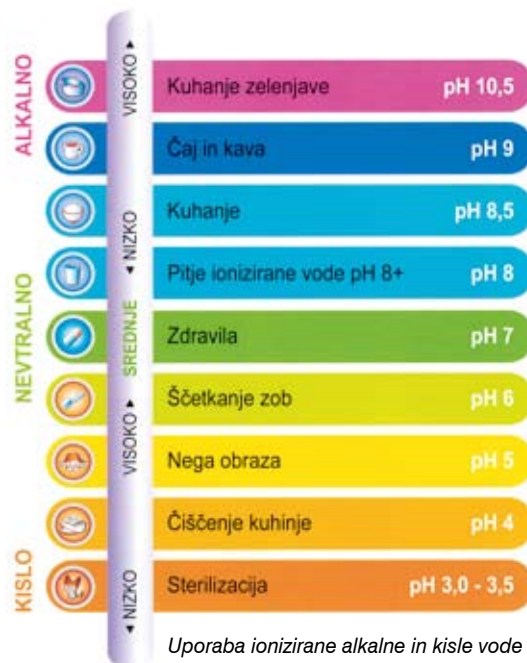 ALKALNO
NEVTRALNO
KISLO
VISOKO ▲
◄ NIZKO
SREDNJE
VISOKO ►
◄ NIZKO
Kuhanje zelenjave pH 10,5
Čaj in kava pH 9
Kuhanje pH 8,5
Pitje ionizirane vode pH 8+ pH 8
Zdravila pH 7
Ščetkanje zob pH 6
Nega obraza pH 5
Čiščenje kuhinje pH 4
Sterilizacija pH 3,0 - 3,5
Uporaba ionizirane alkalne in kisle vode